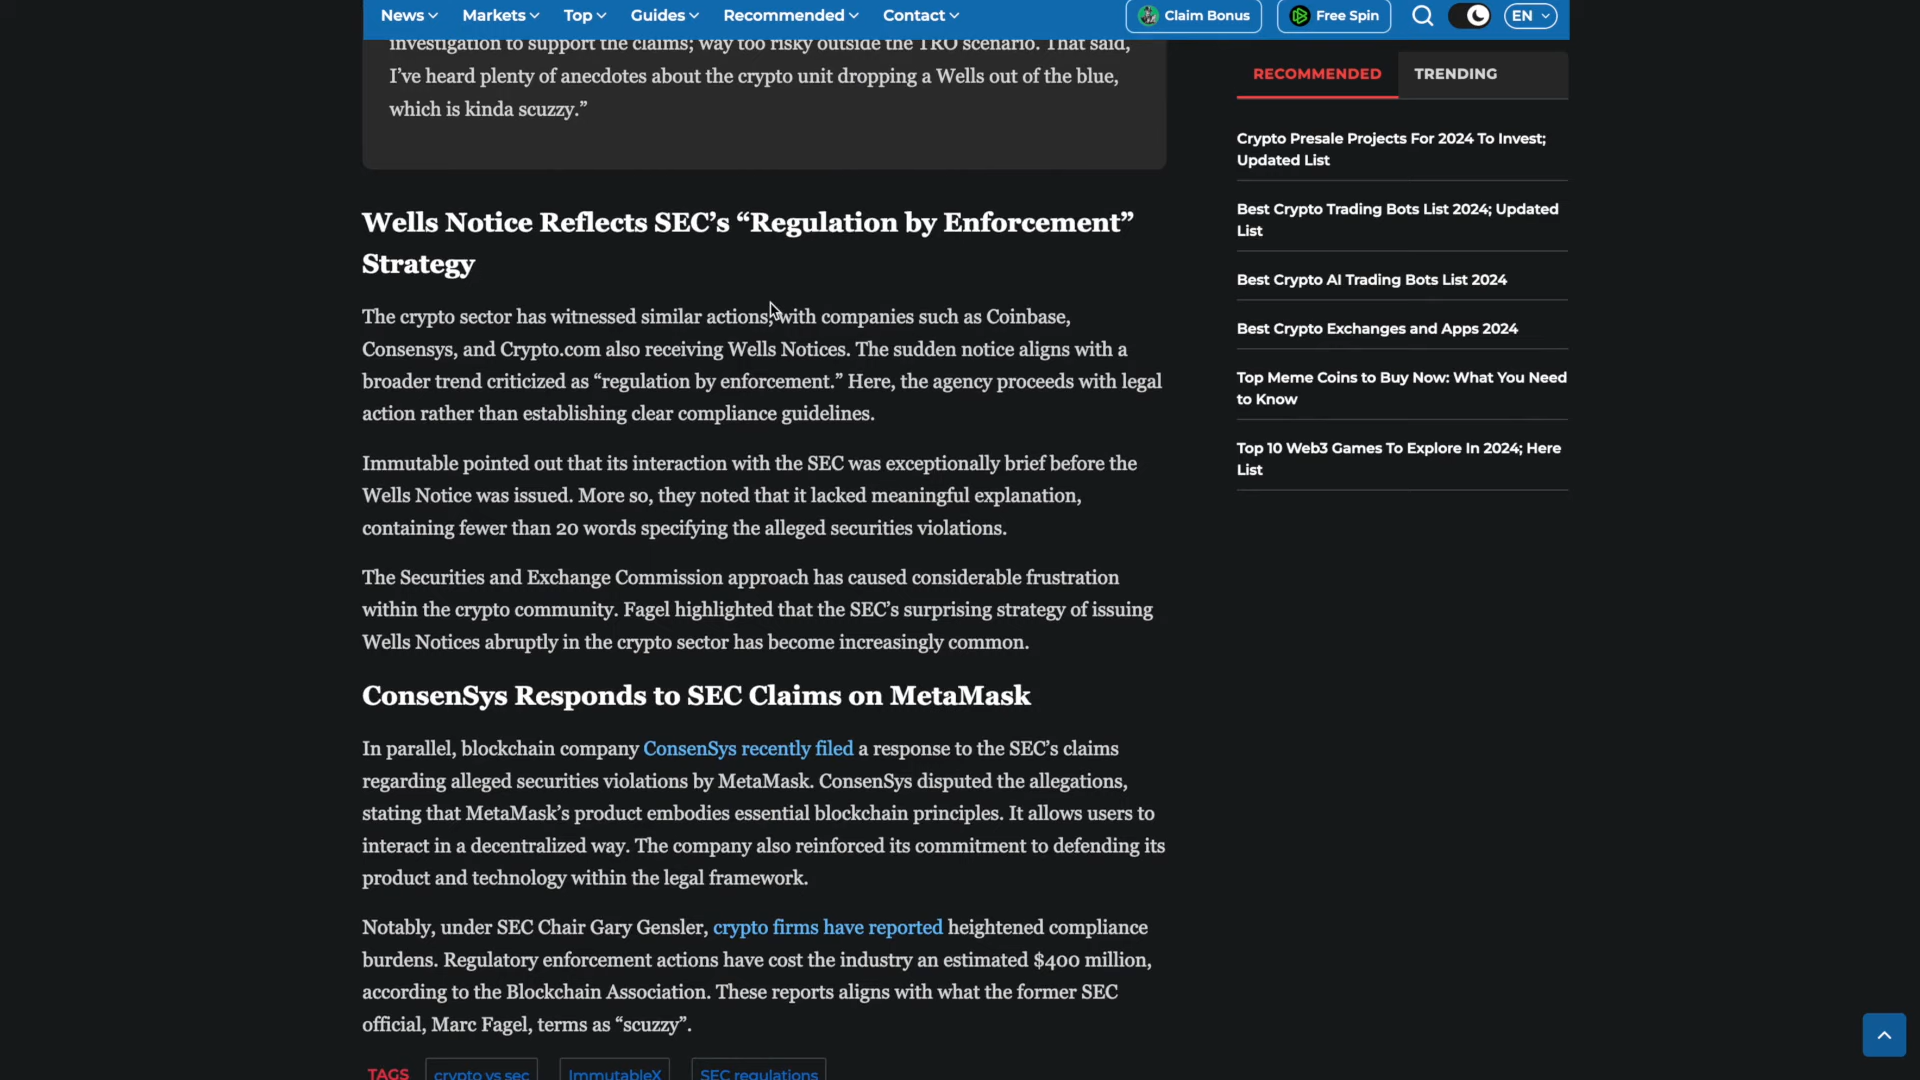 News Markets Top Guides Recommended Contact Claim Bonus Free Spin EN
investigation to support the claims; way too risky outside the TRO scenario. That said,
I’ve heard plenty of anecdotes about the crypto unit dropping a Wells out of the blue,
which is kinda scuzzy.”
Wells Notice Reflects SEC’s “Regulation by Enforcement”
Strategy
The crypto sector has witnessed similar actions, with companies such as Coinbase,
Consensys, and Crypto.com also receiving Wells Notices. The sudden notice aligns with a
broader trend criticized as “regulation by enforcement.” Here, the agency proceeds with legal
action rather than establishing clear compliance guidelines.
Immutable pointed out that its interaction with the SEC was exceptionally brief before the
Wells Notice was issued. More so, they noted that it lacked meaningful explanation,
containing fewer than 20 words specifying the alleged securities violations.
The Securities and Exchange Commission approach has caused considerable frustration
within the crypto community. Fagel highlighted that the SEC’s surprising strategy of issuing
Wells Notices abruptly in the crypto sector has become increasingly common.
ConsenSys Responds to SEC Claims on MetaMask
In parallel, blockchain company ConsenSys recently filed a response to the SEC’s claims
regarding alleged securities violations by MetaMask. ConsenSys disputed the allegations,
stating that MetaMask’s product embodies essential blockchain principles. It allows users to
interact in a decentralized way. The company also reinforced its commitment to defending its
product and technology within the legal framework.
Notably, under SEC Chair Gary Gensler, crypto firms have reported heightened compliance
burdens. Regulatory enforcement actions have cost the industry an estimated $400 million,
according to the Blockchain Association. These reports aligns with what the former SEC
official, Marc Fagel, terms as “scuzzy”.
TAGS crypto vs sec ImmutableX SEC regulations
RECOMMENDED TRENDING
Crypto Presale Projects For 2024 To Invest;
Updated List
Best Crypto Trading Bots List 2024; Updated
List
Best Crypto AI Trading Bots List 2024
Best Crypto Exchanges and Apps 2024
Top Meme Coins to Buy Now: What You Need
to Know
Top 10 Web3 Games To Explore In 2024; Here
List